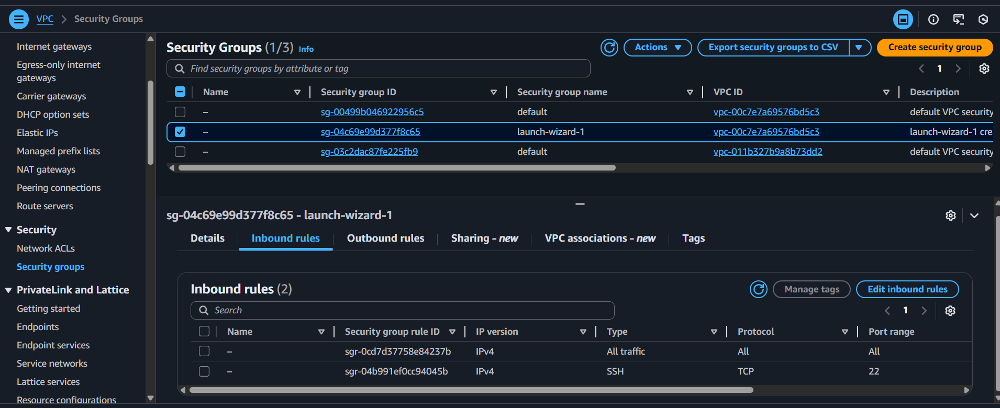 VPC > Security Groups
Internet gateways
Egress-only internet
gateways
Carrier gateways
DHCP option sets
Elastic IPs
Managed prefix lists
NAT gateways
Peering connections
Route servers
Security
Network ACLs
Security groups
PrivateLink and Lattice
Getting started
Endpoints
Endpoint services
Service networks
Lattice services
Resource configurations
Security Groups (1/3) Info
Actions
Export security groups to CSV
Create security group
Find security groups by attribute or tag
1
Name Security group ID Security group name VPC ID Description
– sg-00499b046922956c5 default vpc-00c7e7a69576bd5c3 default VPC security
– sg-04c69e99d377f8c65 launch-wizard-1 vpc-00c7e7a69576bd5c3 launch-wizard-1 crea
– sg-03c2dac87fe225fb9 default vpc-011b327b9a8b73dd2 default VPC security
sg-04c69e99d377f8c65 - launch-wizard-1
Details Inbound rules Outbound rules Sharing - new VPC associations - new Tags
Inbound rules (2)
Manage tags
Edit inbound rules
Search
1
Name Security group rule ID IP version Type Protocol Port range
– sgr-0cd7d37758e84237b IPv4 All traffic All All
– sgr-04b991ef0cc94045b IPv4 SSH TCP 22